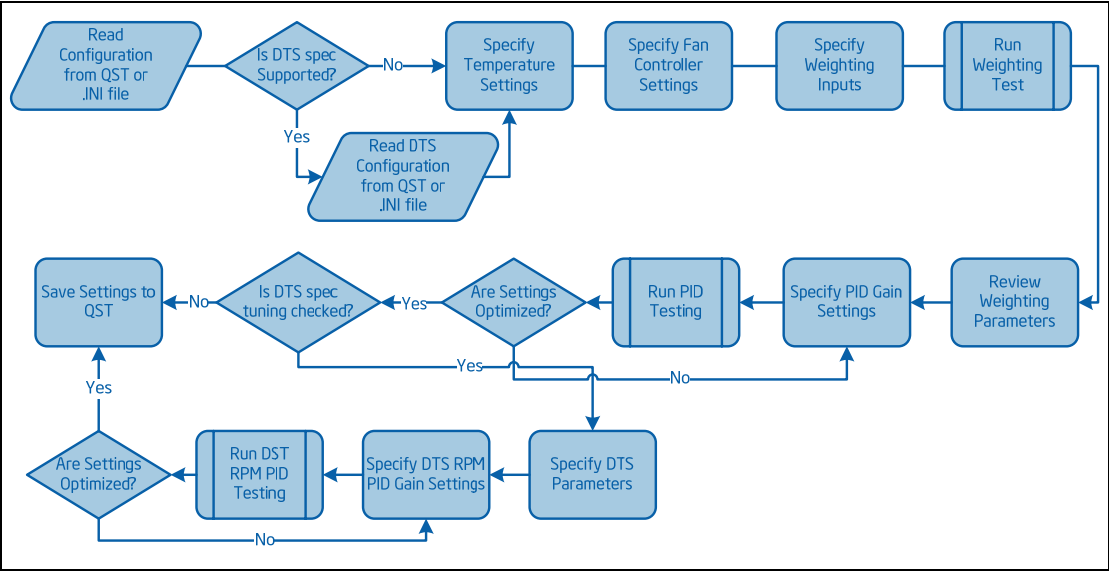 Read
Configuration
from QST or
.INI file
Is DTS spec
Supported?
No
Specify
Temperature
Settings
Specify Fan
Controller
Settings
Specify
Weighting
Inputs
Run
Weighting
Test
Yes
Read DTS
Configuration
from QST or
.INI file
Save Settings to
QST
No
Is DTS spec
tuning checked?
Yes
Are Settings
Optimized?
Run PID
Testing
Specify PID Gain
Settings
Review
Weighting
Parameters
Yes
No
Yes
Are Settings
Optimized?
Run DST
RPM PID
Testing
Specify DTS RPM
PID Gain Settings
Specify DTS
Parameters
No